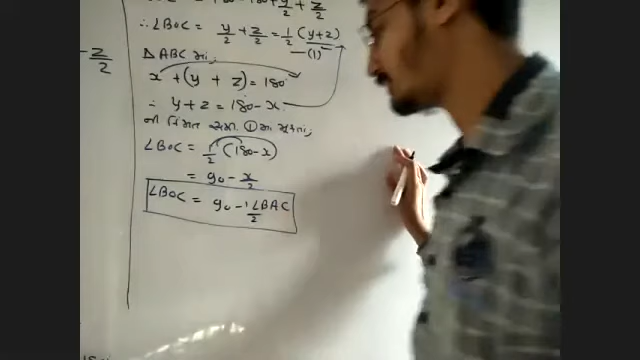 ∴ ∠BOC = y/2 + z/2 = 1/2 (y+z)
—(1)
- z/2
△ABC માં,
x + (y + z) = 180°
∴ y + z = 180 - x
ની કિંમત સમી. ① માં મૂકતાં,
∠BOC = 1/2 (180 - x)
= 90 - x/2
∠BOC = 90 - 1/2 ∠BAC